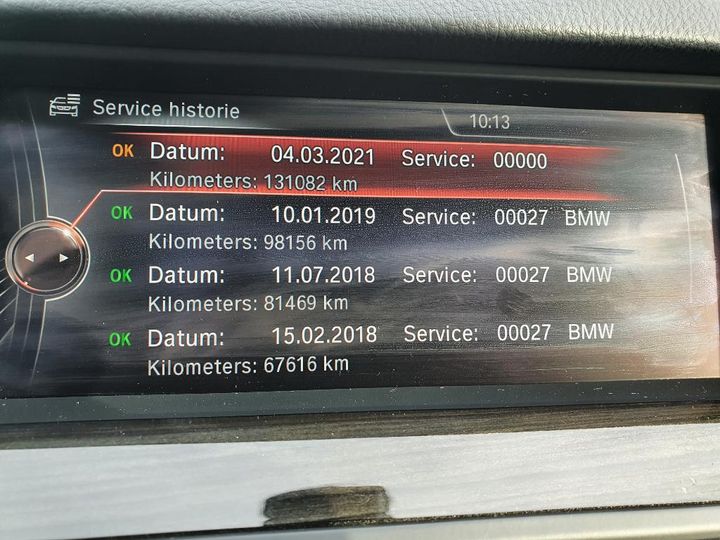 Service historie
10:13
OK Datum: 04.03.2021 Service: 00000
Kilometers: 131082 km
OK Datum: 10.01.2019 Service: 00027 BMW
Kilometers: 98156 km
OK Datum: 11.07.2018 Service: 00027 BMW
Kilometers: 81469 km
OK Datum: 15.02.2018 Service: 00027 BMW
Kilometers: 67616 km